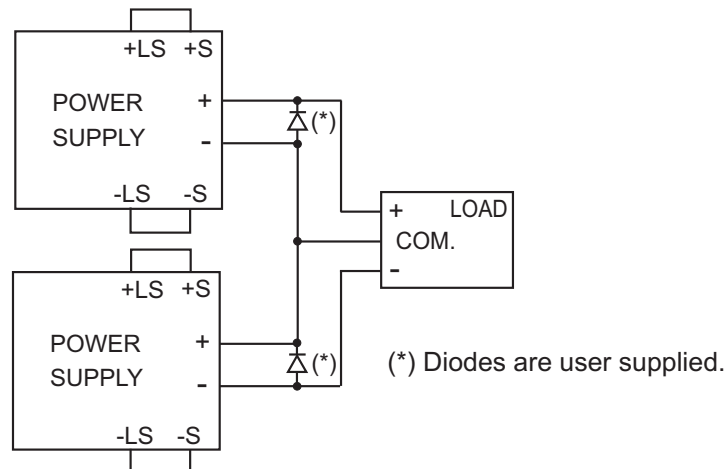 +LS +S
POWER
SUPPLY
+
-
(*)
-LS -S
+ LOAD
COM.
-
+LS +S
POWER
SUPPLY
+
-
(*)
(*) Diodes are user supplied.
-LS -S